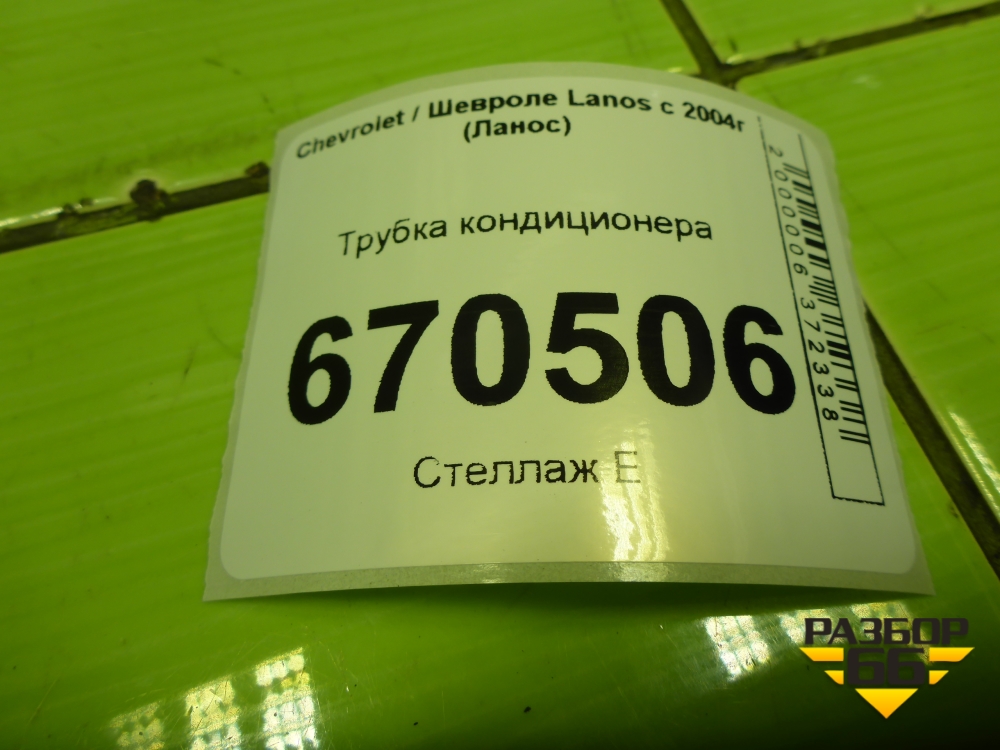 Chevrolet / Шевроле Lanos с 2004г
(Ланос)
Трубка кондиционера
670506
Стеллаж Е
2000006372338
РАЗБОР
66